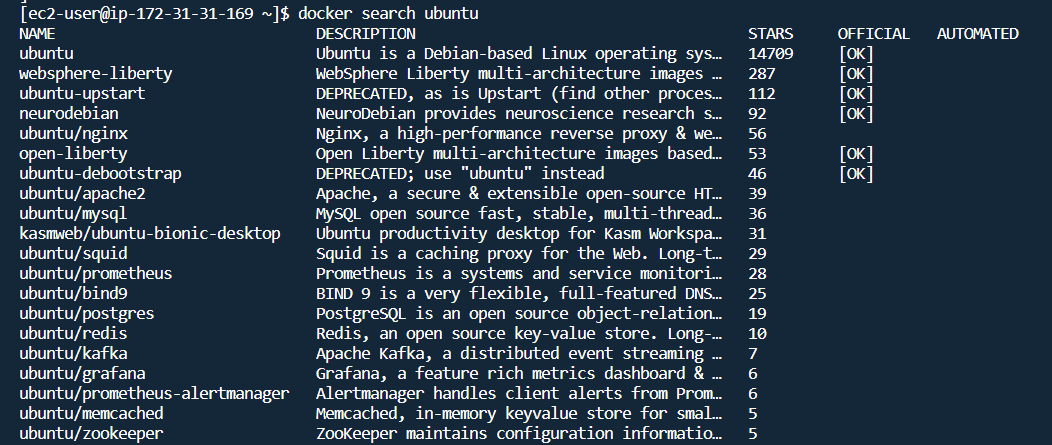 [ec2-user@ip-172-31-31-169 ~]$ docker search ubuntu
NAME DESCRIPTION STARS OFFICIAL AUTOMATED
ubuntu Ubuntu is a Debian-based Linux operating sys… 14709 [OK]
websphere-liberty WebSphere Liberty multi-architecture images … 287 [OK]
ubuntu-upstart DEPRECATED, as is Upstart (find other proces… 112 [OK]
neurodebian NeuroDebian provides neuroscience research s… 92 [OK]
ubuntu/nginx Nginx, a high-performance reverse proxy & we… 56
open-liberty Open Liberty multi-architecture images based… 53 [OK]
ubuntu-debootstrap DEPRECATED; use "ubuntu" instead 46 [OK]
ubuntu/apache2 Apache, a secure & extensible open-source HT… 39
ubuntu/mysql MySQL open source fast, stable, multi-thread… 36
kasmweb/ubuntu-bionic-desktop Ubuntu productivity desktop for Kasm Workspa… 31
ubuntu/squid Squid is a caching proxy for the Web. Long-t… 29
ubuntu/prometheus Prometheus is a systems and service monitori… 28
ubuntu/bind9 BIND 9 is a very flexible, full-featured DNS… 25
ubuntu/postgres PostgreSQL is an open source object-relation… 19
ubuntu/redis Redis, an open source key-value store. Long-… 10
ubuntu/kafka Apache Kafka, a distributed event streaming … 7
ubuntu/grafana Grafana, a feature rich metrics dashboard & … 6
ubuntu/prometheus-alertmanager Alertmanager handles client alerts from Prom… 6
ubuntu/memcached Memcached, in-memory keyvalue store for smal… 5
ubuntu/zookeeper ZooKeeper maintains configuration informatio… 5